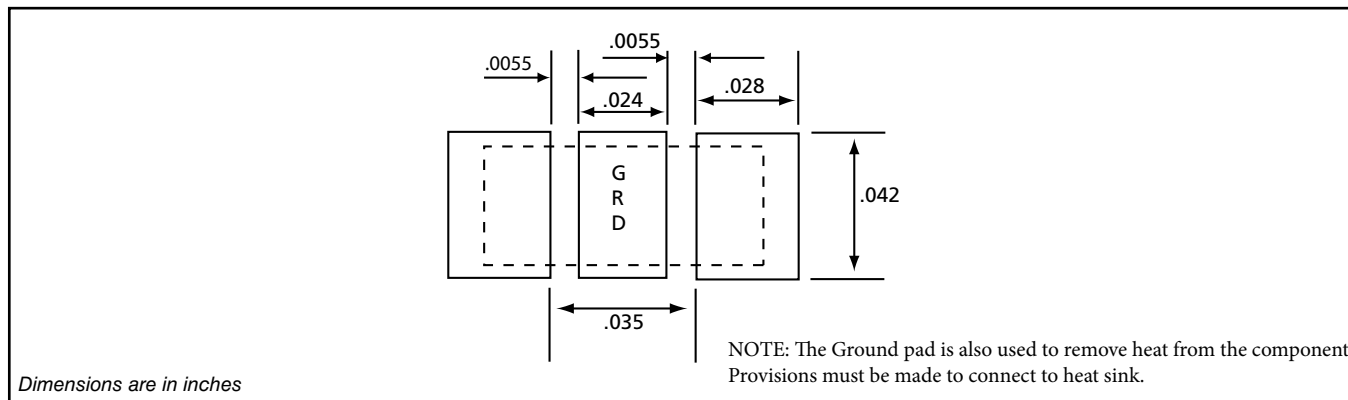 .0055
.0055
.028
.024
G
R
D
.042
.035
NOTE: The Ground pad is also used to remove heat from the component
Provisions must be made to connect to heat sink.
Dimensions are in inches